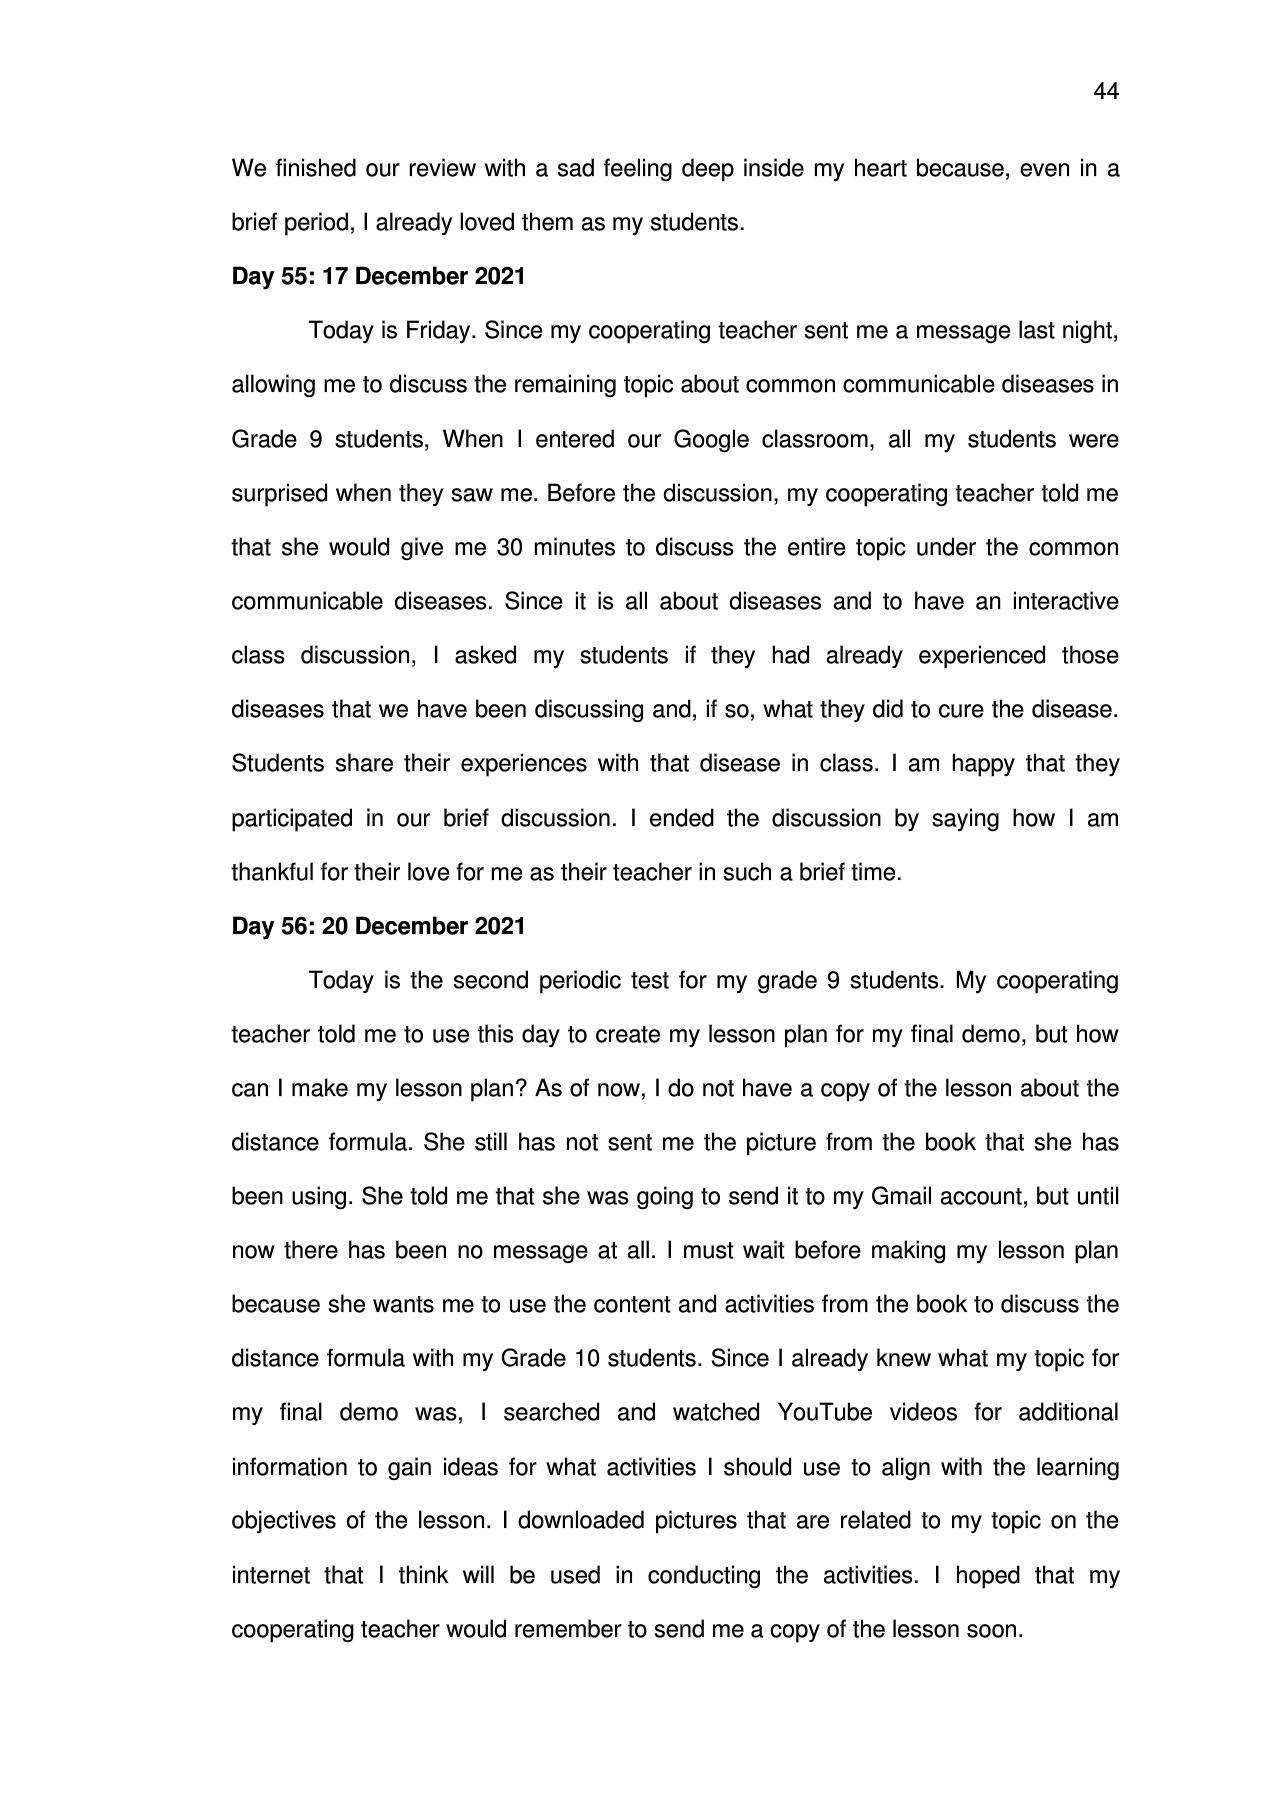 44
We finished our review with a sad feeling deep inside my heart because, even in a
brief period, I already loved them as my students.
Day 55: 17 December 2021
Today is Friday. Since my cooperating teacher sent me a message last night,
allowing me to discuss the remaining topic about common communicable diseases in
Grade 9 students, When I entered our Google classroom, all my students were
surprised when they saw me. Before the discussion, my cooperating teacher told me
that she would give me 30 minutes to discuss the entire topic under the common
communicable diseases. Since it is all about diseases and to have an interactive
class discussion, I asked my students if they had already experienced those
diseases that we have been discussing and, if so, what they did to cure the disease.
Students share their experiences with that disease in class. I am happy that they
participated in our brief discussion. I ended the discussion by saying how I am
thankful for their love for me as their teacher in such a brief time.
Day 56: 20 December 2021
Today is the second periodic test for my grade 9 students. My cooperating
teacher told me to use this day to create my lesson plan for my final demo, but how
can I make my lesson plan? As of now, I do not have a copy of the lesson about the
distance formula. She still has not sent me the picture from the book that she has
been using. She told me that she was going to send it to my Gmail account, but until
now there has been no message at all. I must wait before making my lesson plan
because she wants me to use the content and activities from the book to discuss the
distance formula with my Grade 10 students. Since I already knew what my topic for
my final demo was, I searched and watched YouTube videos for additional
information to gain ideas for what activities I should use to align with the learning
objectives of the lesson. I downloaded pictures that are related to my topic on the
internet that I think will be used in conducting the activities. I hoped that my
cooperating teacher would remember to send me a copy of the lesson soon.